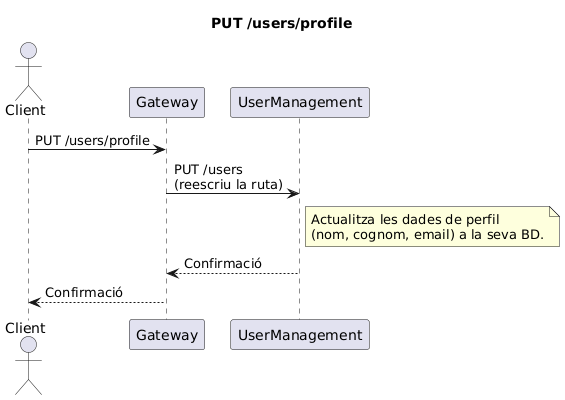 PUT /users/profile
Client
Gateway
UserManagement
PUT /users/profile
PUT /users
(reescriu la ruta)
Actualitza les dades de perfil
(nom, cognom, email) a la seva BD.
Confirmació
Confirmació
Client
Gateway
UserManagement